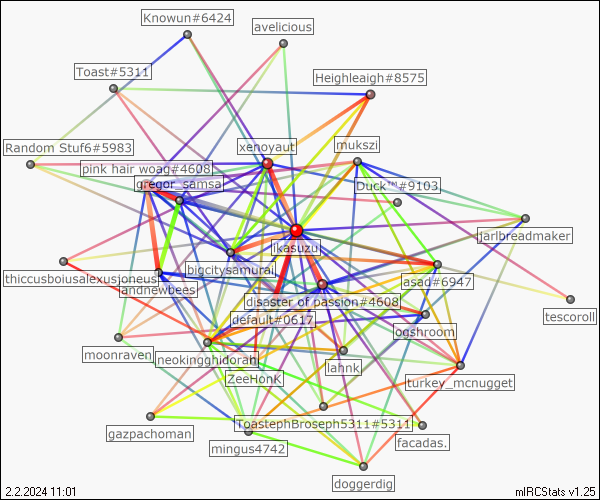 Knowun#6424
avelicious
Toast#5311
Heighleigh#8575
xenoyaut
mukszi
Random Stuf6#5983
pink hair woag#4608
gregor_samsa
Duck™#9103
jarlbreadmaker
ikasuzu
bigcitysamurai
asad#6947
thiccusboiusalexusjoneus
andnewbees
disaster of passion#4608
tescoroll
default#0617
bgshroom
moonraven
neokingghidorah
lahnk
ZeeHonK
turkey_mcnugget
gazpachoman
ToastephBroseph5311#5311
facadas.
mingus4742
doggerdig
2.2.2024 11:01
mIRCStats v1.25